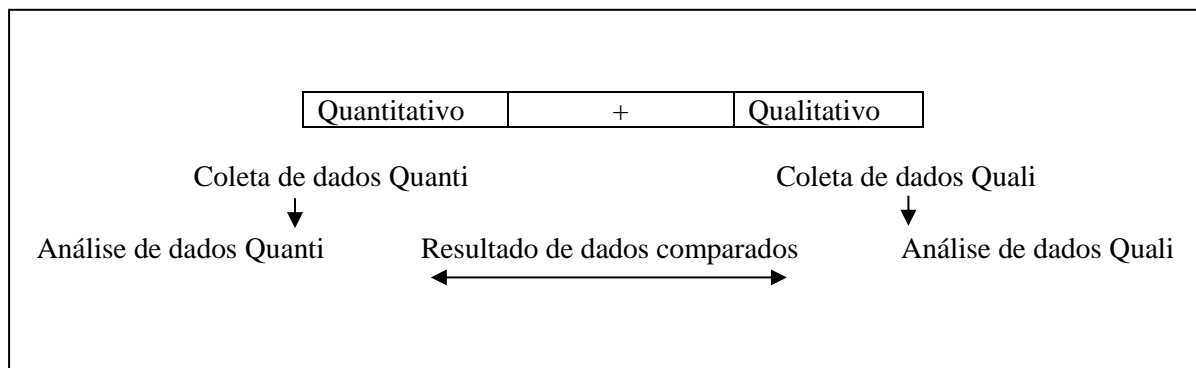 Quantitativo + Qualitativo
Coleta de dados Quanti Coleta de dados Quali
Análise de dados Quanti Resultado de dados comparados Análise de dados Quali